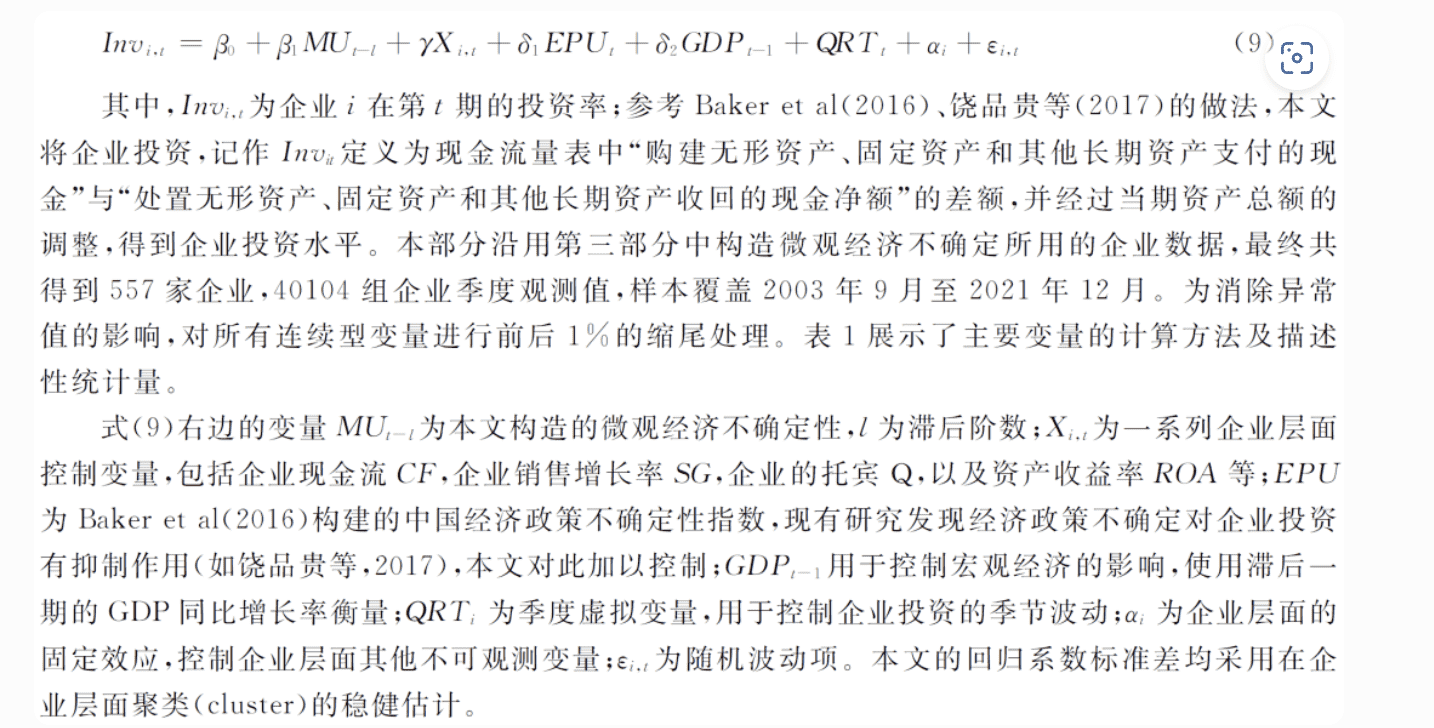 Inv_{i,t} = β_0 + β_1 MU_{t−l} + γX_{i,t} + δ_1 EPU_t + δ_2 GDP_{t−1} + QRT_t + α_i + ε_{i,t} (9)
其中,Inv_{i,t}为企业 i 在第 t 期的投资率;参考 Baker et al(2016)、饶品贵等(2017)的做法,本文
将企业投资,记作 Inv_{it}定义为现金流量表中“购建无形资产、固定资产和其他长期资产支付的现
金”与“处置无形资产、固定资产和其他长期资产收回的现金净额”的差额,并经过当期资产总额的
调整,得到企业投资水平。本部分沿用第三部分中构造微观经济不确定所用的企业数据,最终共
得到 557 家企业,40104 组企业季度观测值,样本覆盖 2003 年 9 月至 2021 年 12 月。为消除异常
值的影响,对所有连续型变量进行前后 1%的缩尾处理。表 1 展示了主要变量的计算方法及描述
性统计量。
式(9)右边的变量 MU_{t−l}为本文构造的微观经济不确定性,l 为滞后阶数;X_{i,t}为一系列企业层面
控制变量,包括企业现金流 CF,企业销售增长率 SG,企业的托宾 Q,以及资产收益率 ROA 等;EPU
为 Baker et al(2016)构建的中国经济政策不确定性指数,现有研究发现经济政策不确定对企业投资
有抑制作用(如饶品贵等,2017),本文对此加以控制;GDP_{t−1}用于控制宏观经济的影响,使用滞后一
期的 GDP 同比增长率衡量;QRT_i 为季度虚拟变量,用于控制企业投资的季节波动;α_i 为企业层面的
固定效应,控制企业层面其他不可观测变量;ε_{i,t}为随机波动项。本文的回归系数标准差均采用在企
业层面聚类(cluster)的稳健估计。